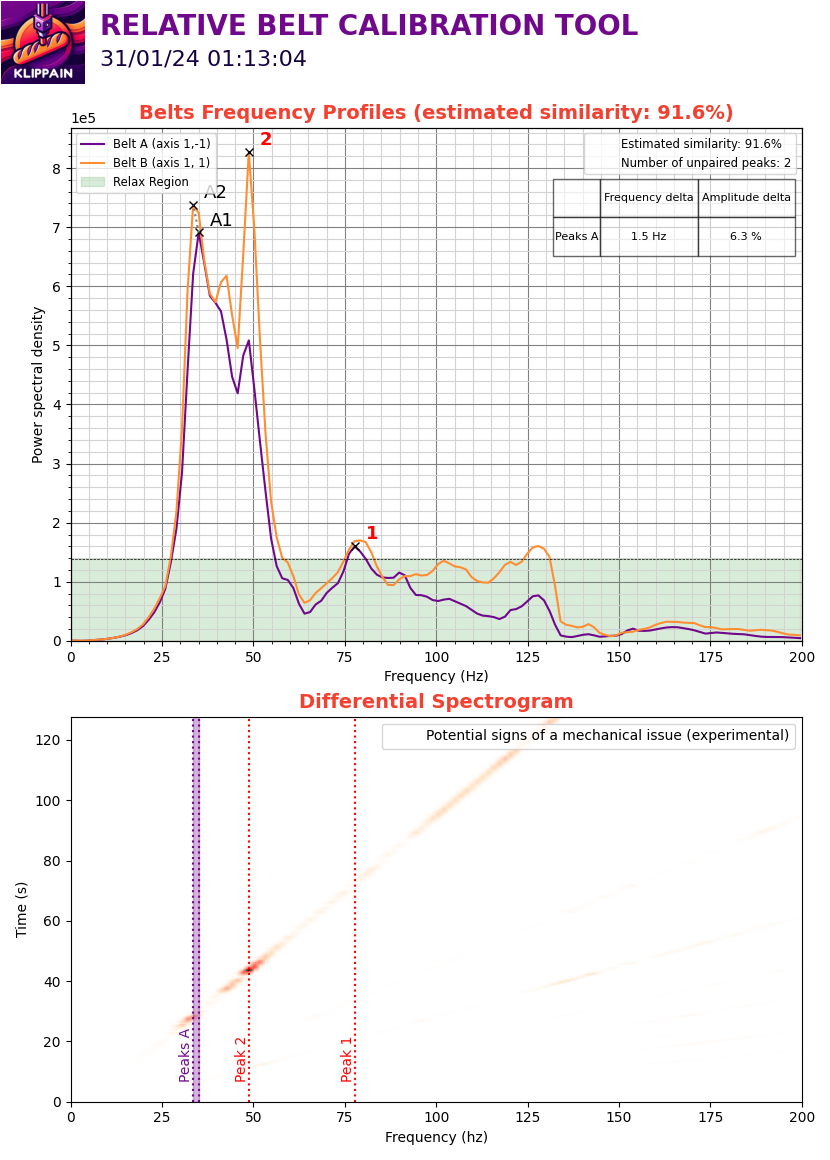 KLIPPAIN
RELATIVE BELT CALIBRATION TOOL
31/01/24 01:13:04
Belts Frequency Profiles (estimated similarity: 91.6%)
1e5
Belt A (axis 1,-1)
Belt B (axis 1, 1)
Relax Region
Estimated similarity: 91.6%
Number of unpaired peaks: 2
Frequency delta Amplitude delta
Peaks A 1.5 Hz 6.3 %
2
A2
A1
1
8
7
6
5
4
3
2
1
0
Power spectral density
0 25 50 75 100 125 150 175 200
Frequency (Hz)
Differential Spectrogram
Potential signs of a mechanical issue (experimental)
120
100
80
60
40
20
0
Time (s)
Peaks A
Peak 2
Peak 1
0 25 50 75 100 125 150 175 200
Frequency (hz)